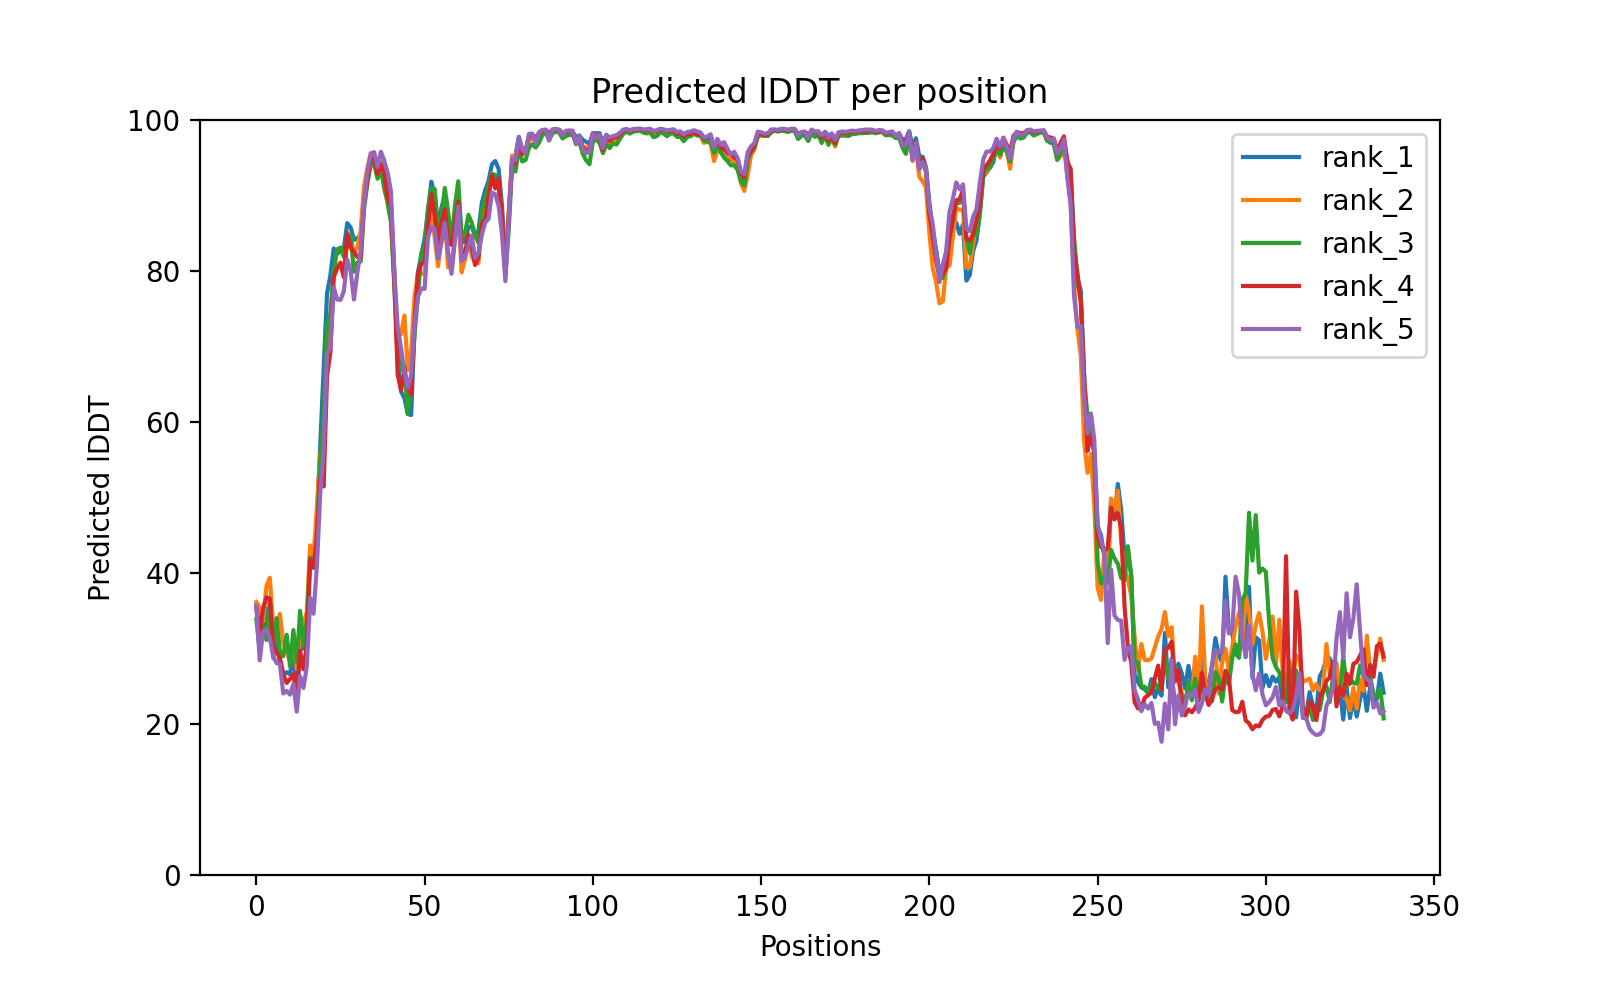 Predicted lDDT per position
100
80
60
40
20
0
Predicted lDDT
0 50 100 150 200 250 300 350
Positions
rank_1
rank_2
rank_3
rank_4
rank_5